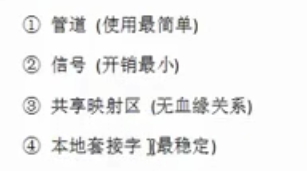 ① 管道 (使用最简单)
② 信号 (开销最小)
③ 共享映射区 (无血缘关系)
④ 本地套接字 (最稳定)